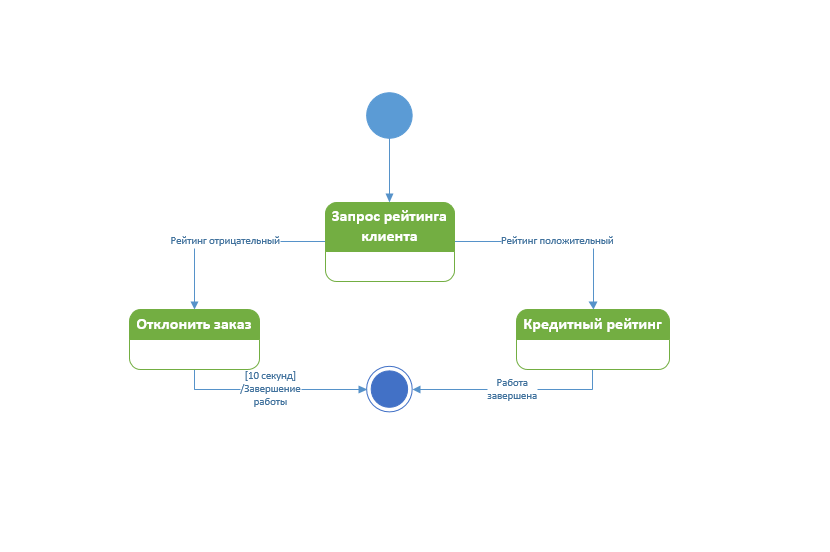 Запрос рейтинга
клиента
Рейтинг отрицательный
Рейтинг положительный
Отклонить заказ
Кредитный рейтинг
[10 секунд]
/Завершение
работы
Работа
завершена